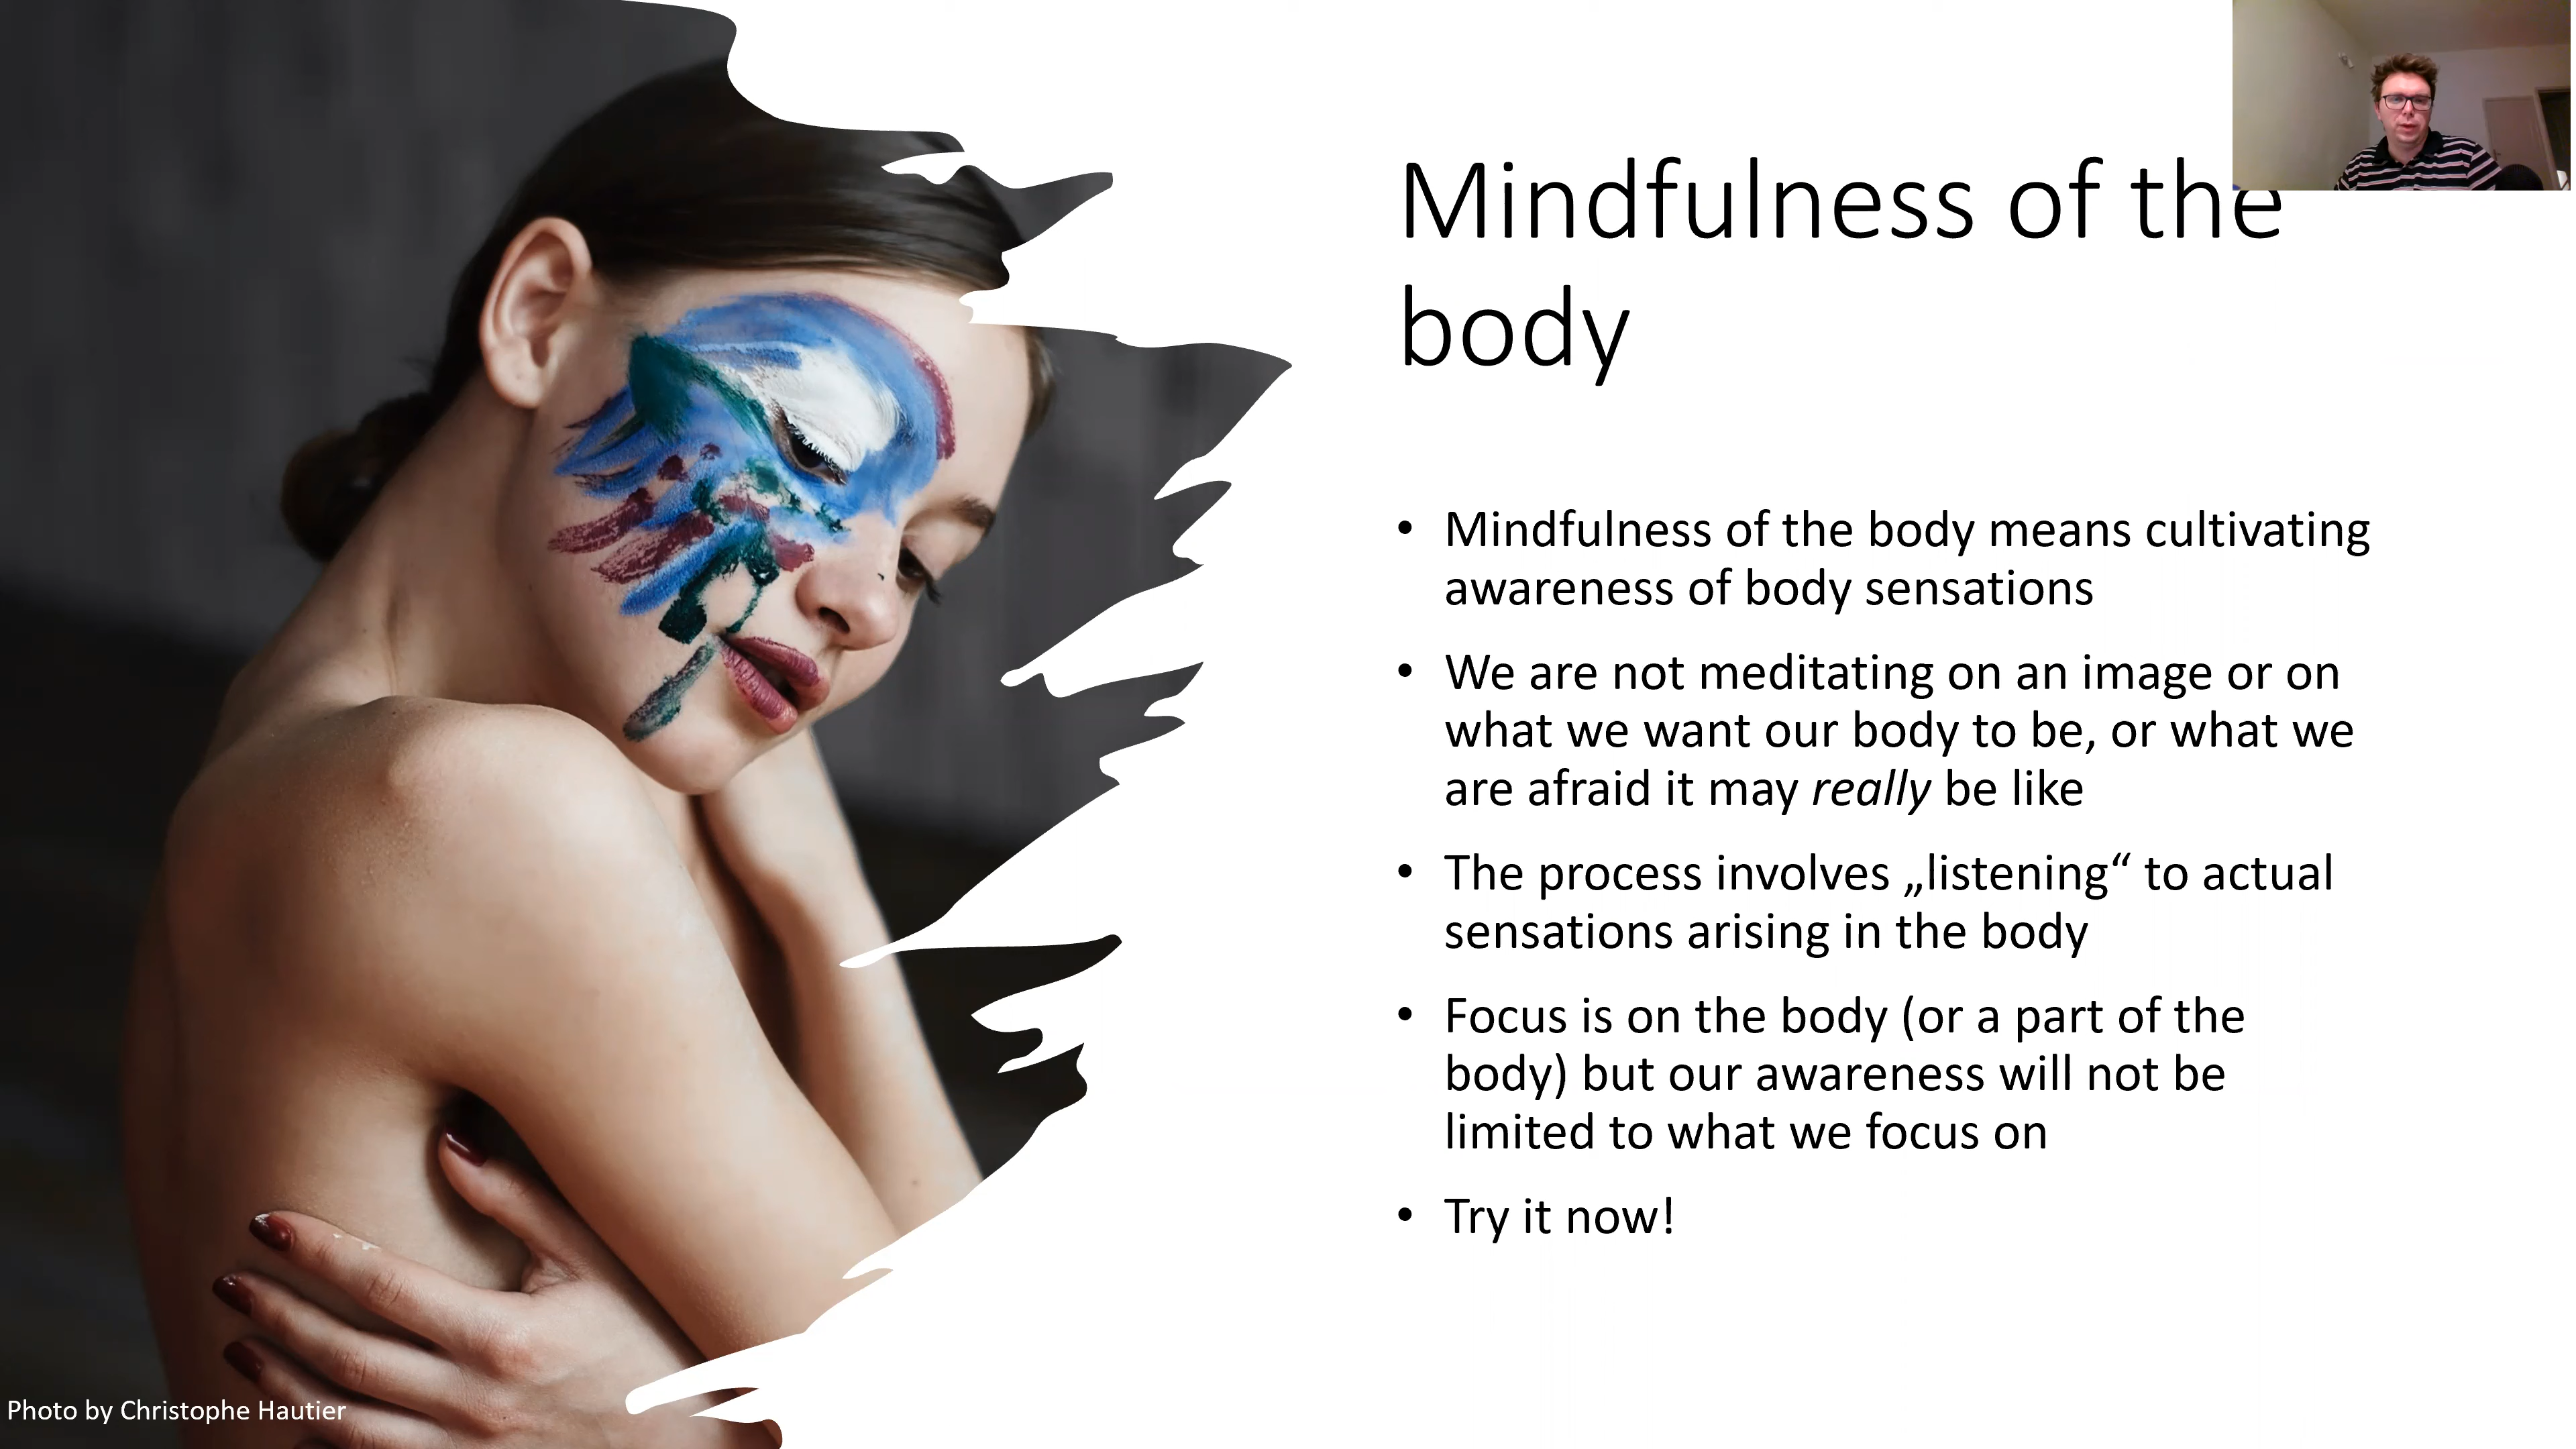 Mindfulness of the
body
• Mindfulness of the body means cultivating
awareness of body sensations
• We are not meditating on an image or on
what we want our body to be, or what we
are afraid it may really be like
• The process involves „listening“ to actual
sensations arising in the body
• Focus is on the body (or a part of the
body) but our awareness will not be
limited to what we focus on
• Try it now!
Photo by Christophe Hautier